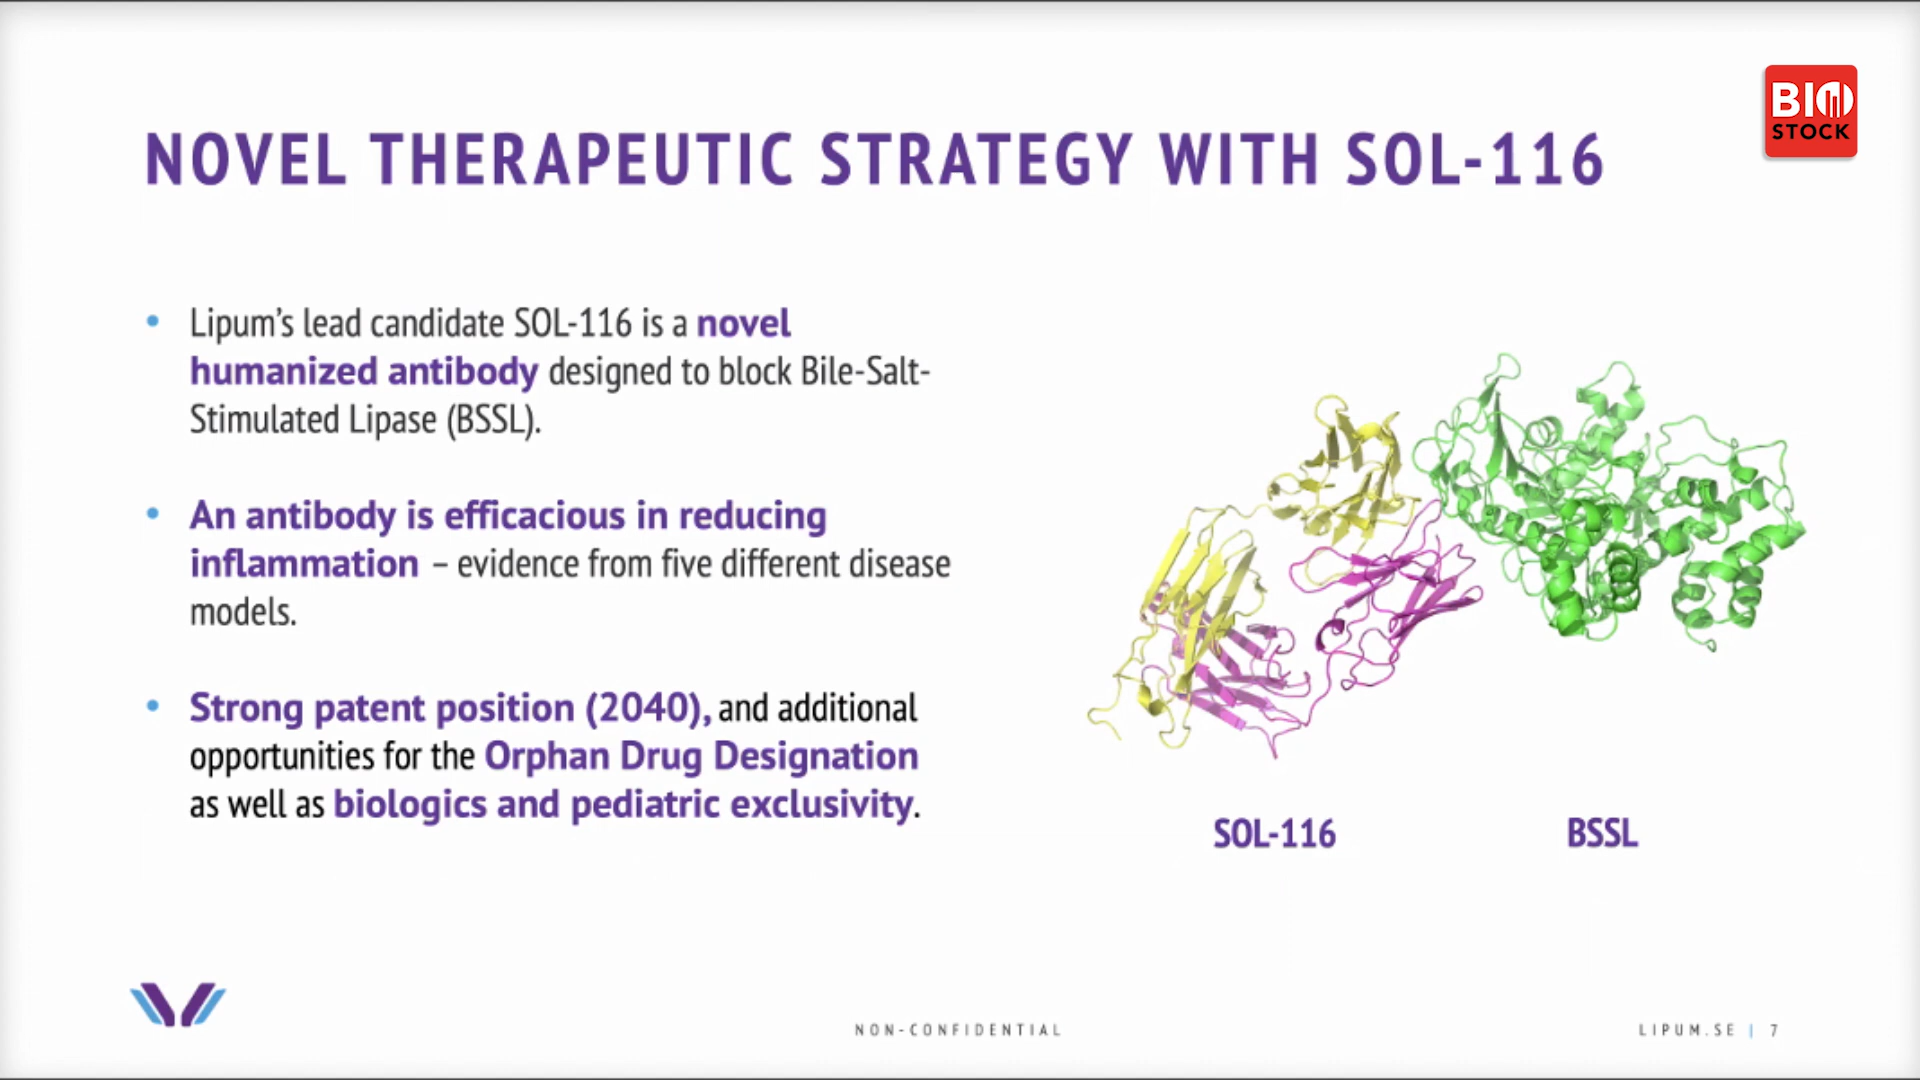 BIO
STOCK
NOVEL THERAPEUTIC STRATEGY WITH SOL-116
• Lipum’s lead candidate SOL-116 is a novel
humanized antibody designed to block Bile-Salt-
Stimulated Lipase (BSSL).
• An antibody is efficacious in reducing
inflammation – evidence from five different disease
models.
• Strong patent position (2040), and additional
opportunities for the Orphan Drug Designation
as well as biologics and pediatric exclusivity.
SOL-116
BSSL
NON-CONFIDENTIAL
LIPUM.SE | 7